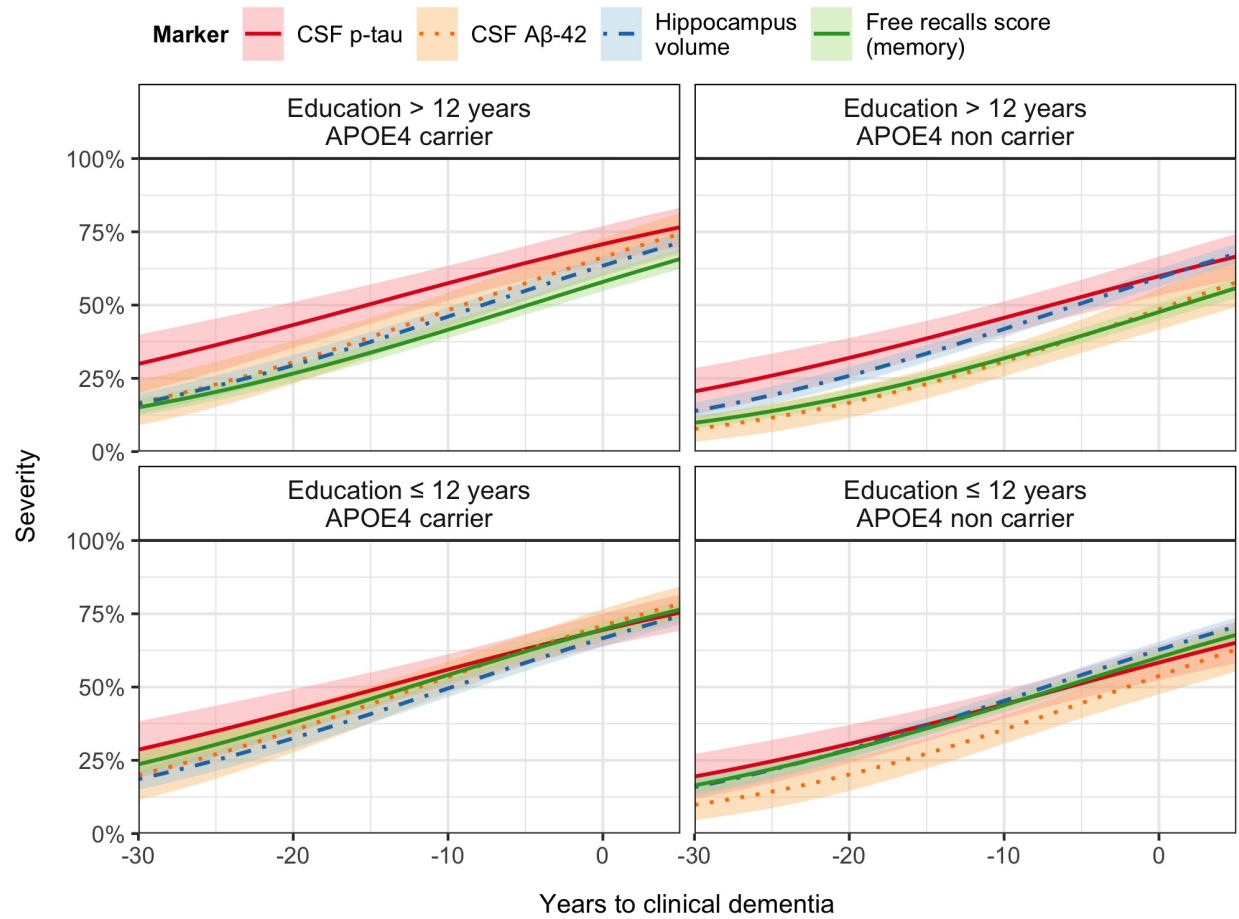 Marker CSF p-tau CSF Aβ-42 Hippocampus volume Free recalls score (memory)
Education > 12 years
APOE4 carrier
Education > 12 years
APOE4 non carrier
100%
75%
50%
25%
0%
Severity
Education ≤ 12 years
APOE4 carrier
Education ≤ 12 years
APOE4 non carrier
100%
75%
50%
25%
0%
-30 -20 -10 0 -30 -20 -10 0
Years to clinical dementia